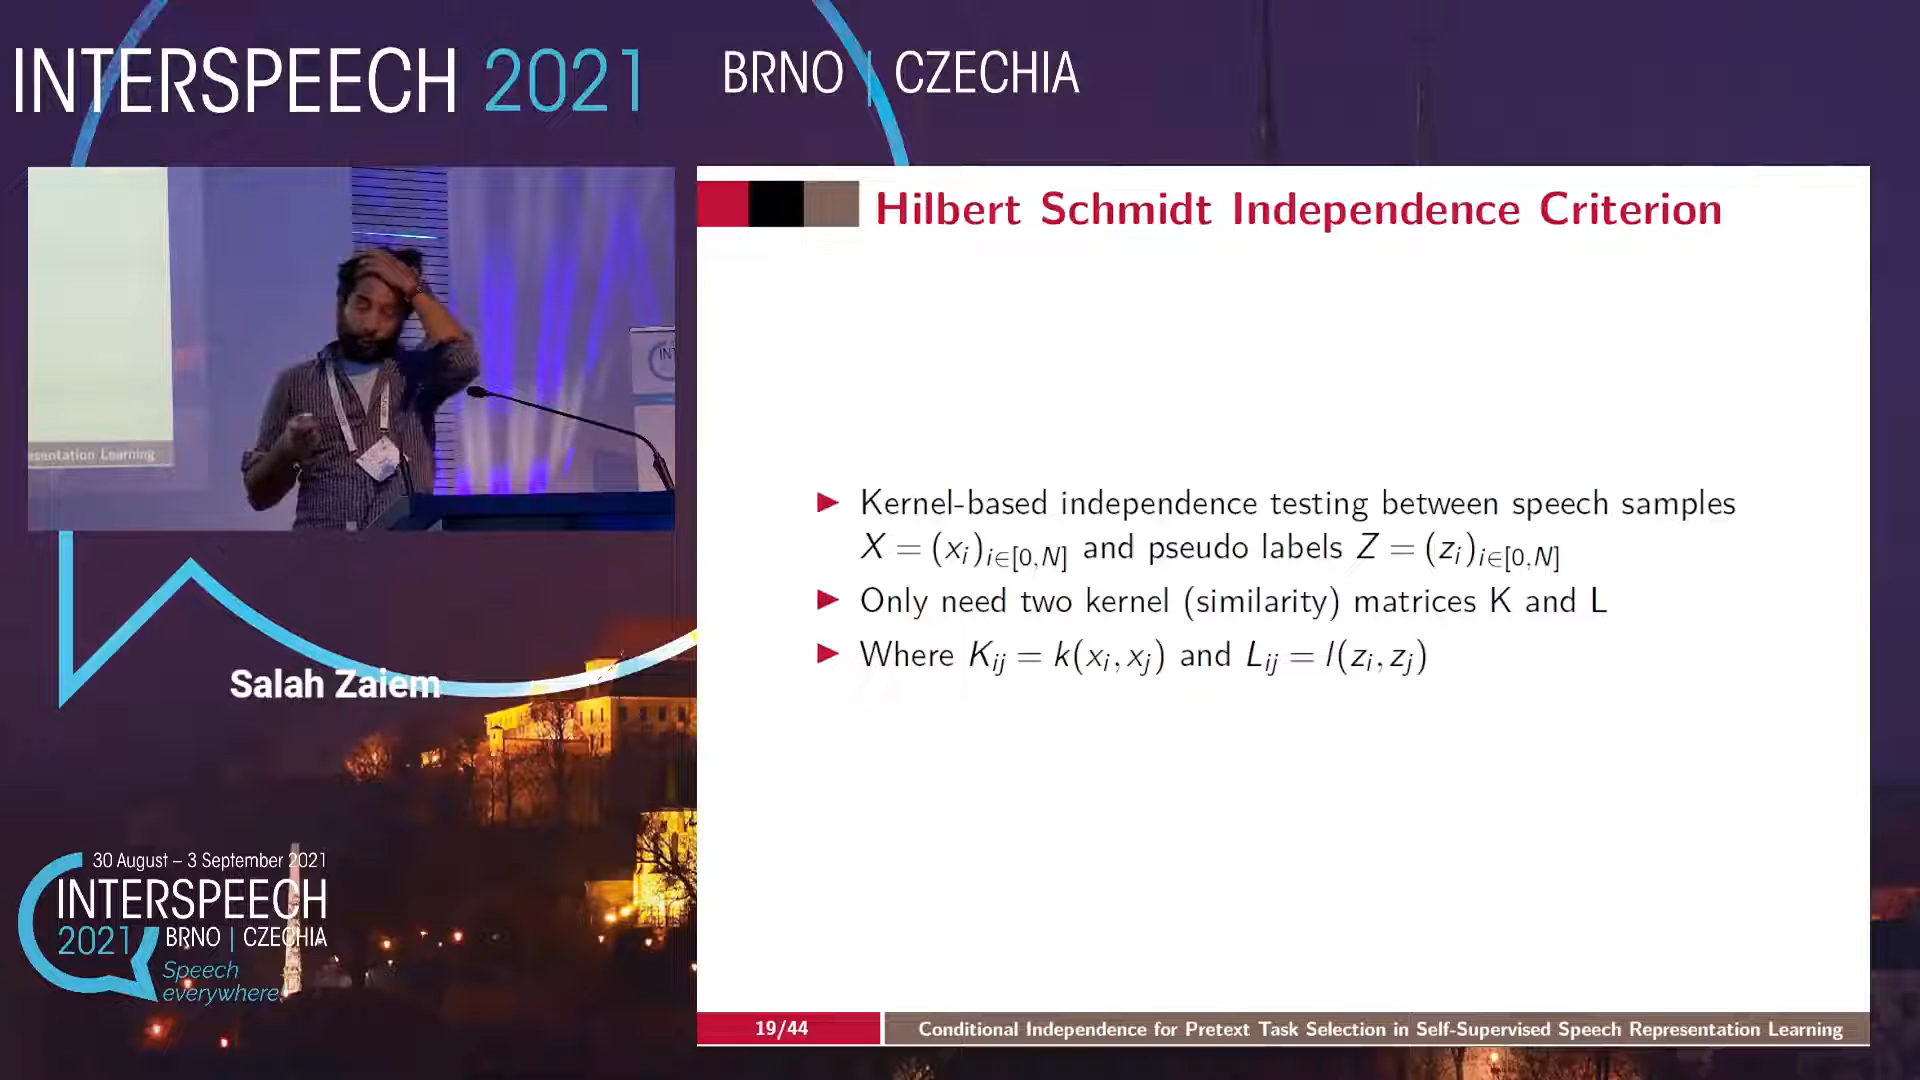 INTERSPEECH 2021
BRNO | CZECHIA
Hilbert Schmidt Independence Criterion
▶ Kernel-based independence testing between speech samples
X = (x_i)_{i∈[0,N]} and pseudo labels Z = (z_i)_{i∈[0,N]}
▶ Only need two kernel (similarity) matrices K and L
▶ Where K_{ij} = k(x_i, x_j) and L_{ij} = l(z_i, z_j)
esentation Learning
IN
Salah Zaiem
30 August – 3 September 2021
INTERSPEECH
2021 BRNO | CZECHIA
Speech
everywhere!
19/44
Conditional Independence for Pretext Task Selection in Self-Supervised Speech Representation Learning